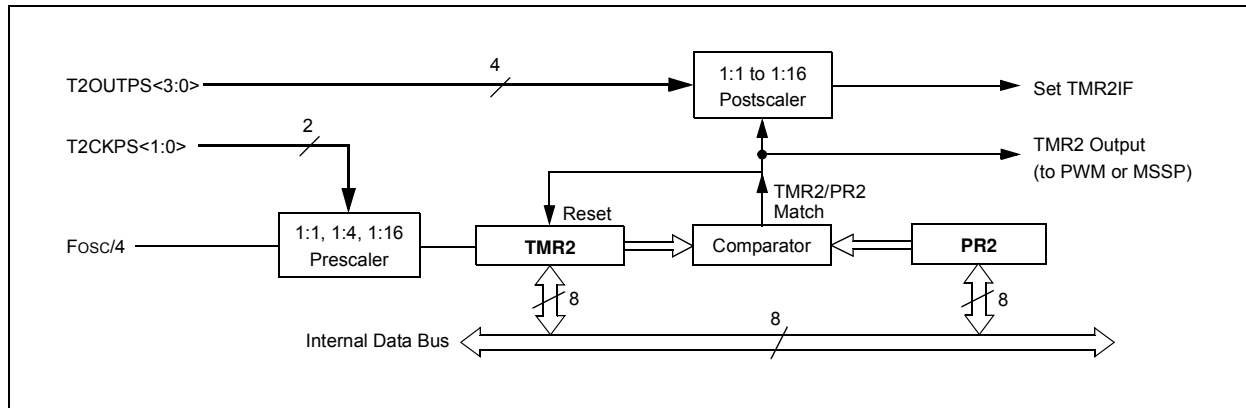 T2OUTPS<3:0>
4
1:1 to 1:16
Postscaler
Set TMR2IF
T2CKPS<1:0>
2
TMR2 Output
(to PWM or MSSP)
TMR2/PR2
Match
Reset
FOSC/4
1:1, 1:4, 1:16
Prescaler
TMR2
Comparator
PR2
8
8
8
Internal Data Bus